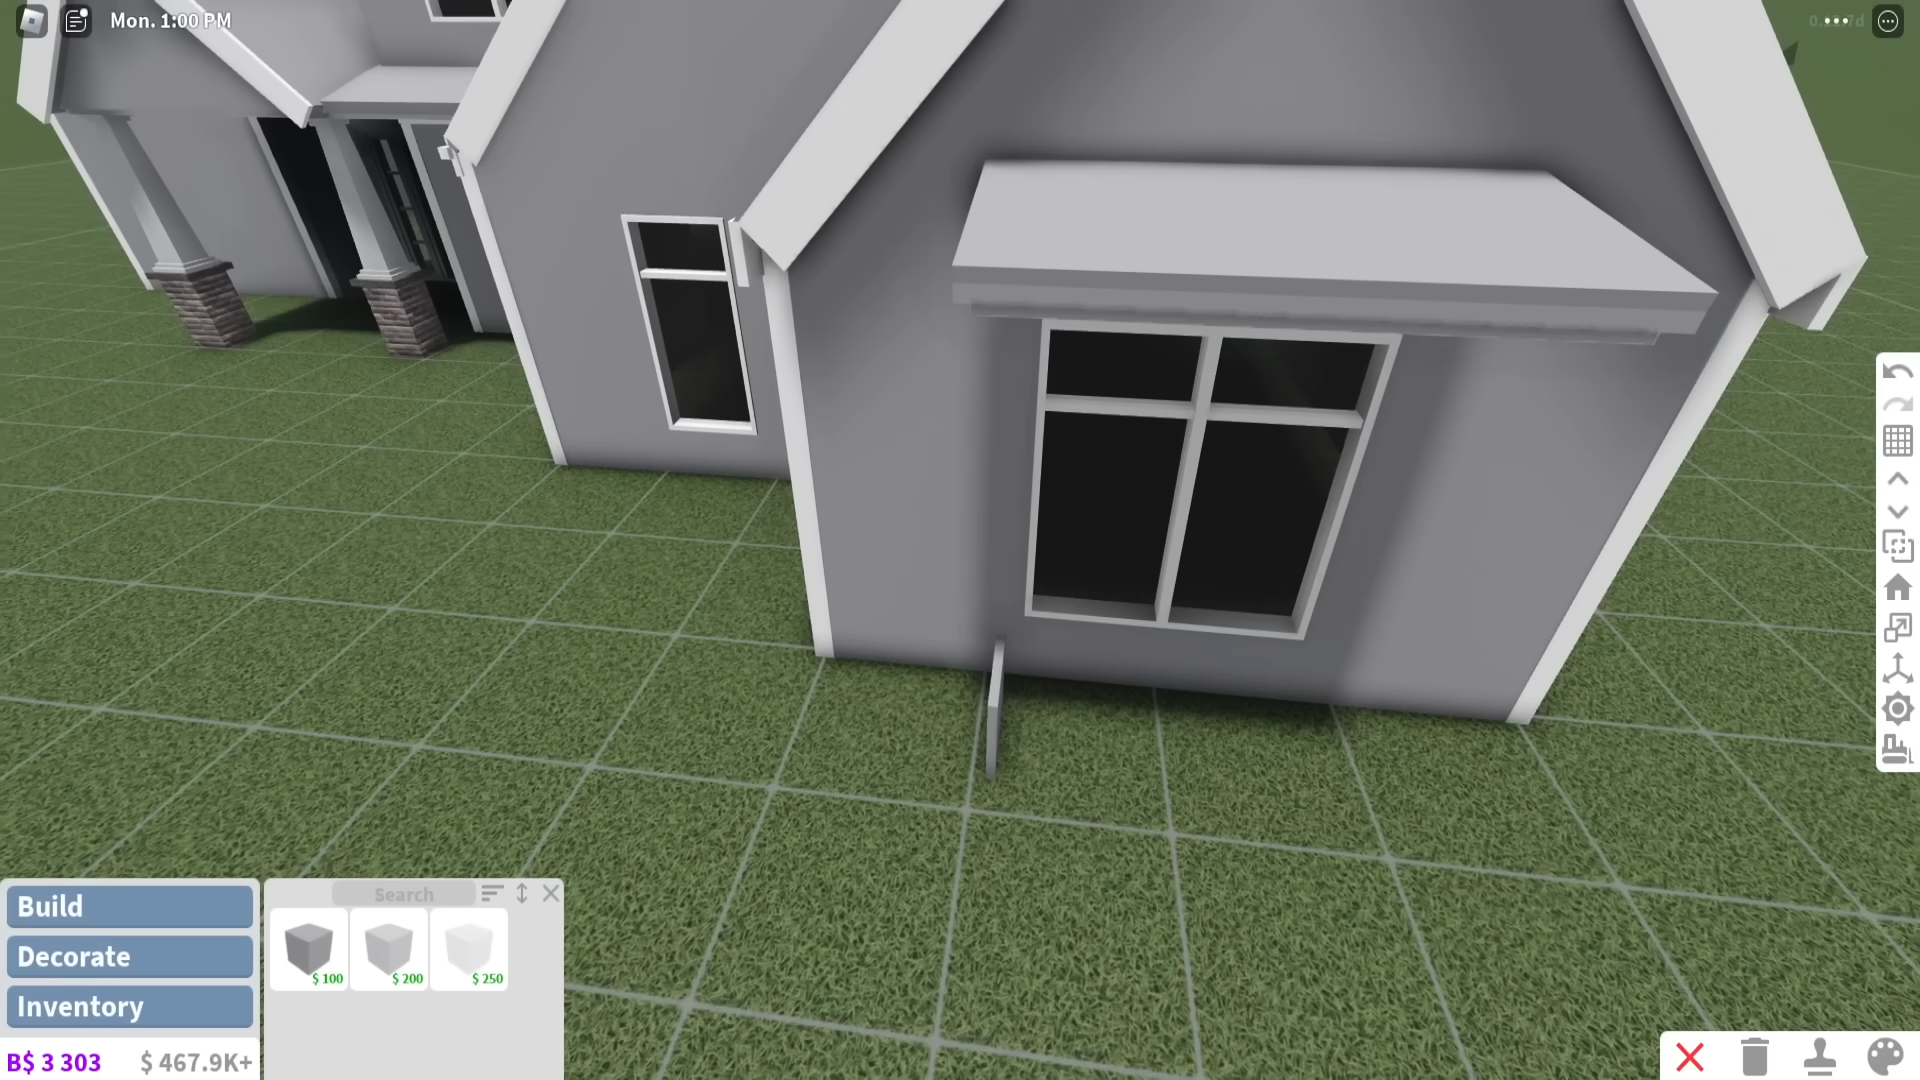 Mon. 1:00 PM
Build
Decorate
Inventory
B$ 3 303
$ 467.9K+
Search
$ 100
$ 200
$ 250